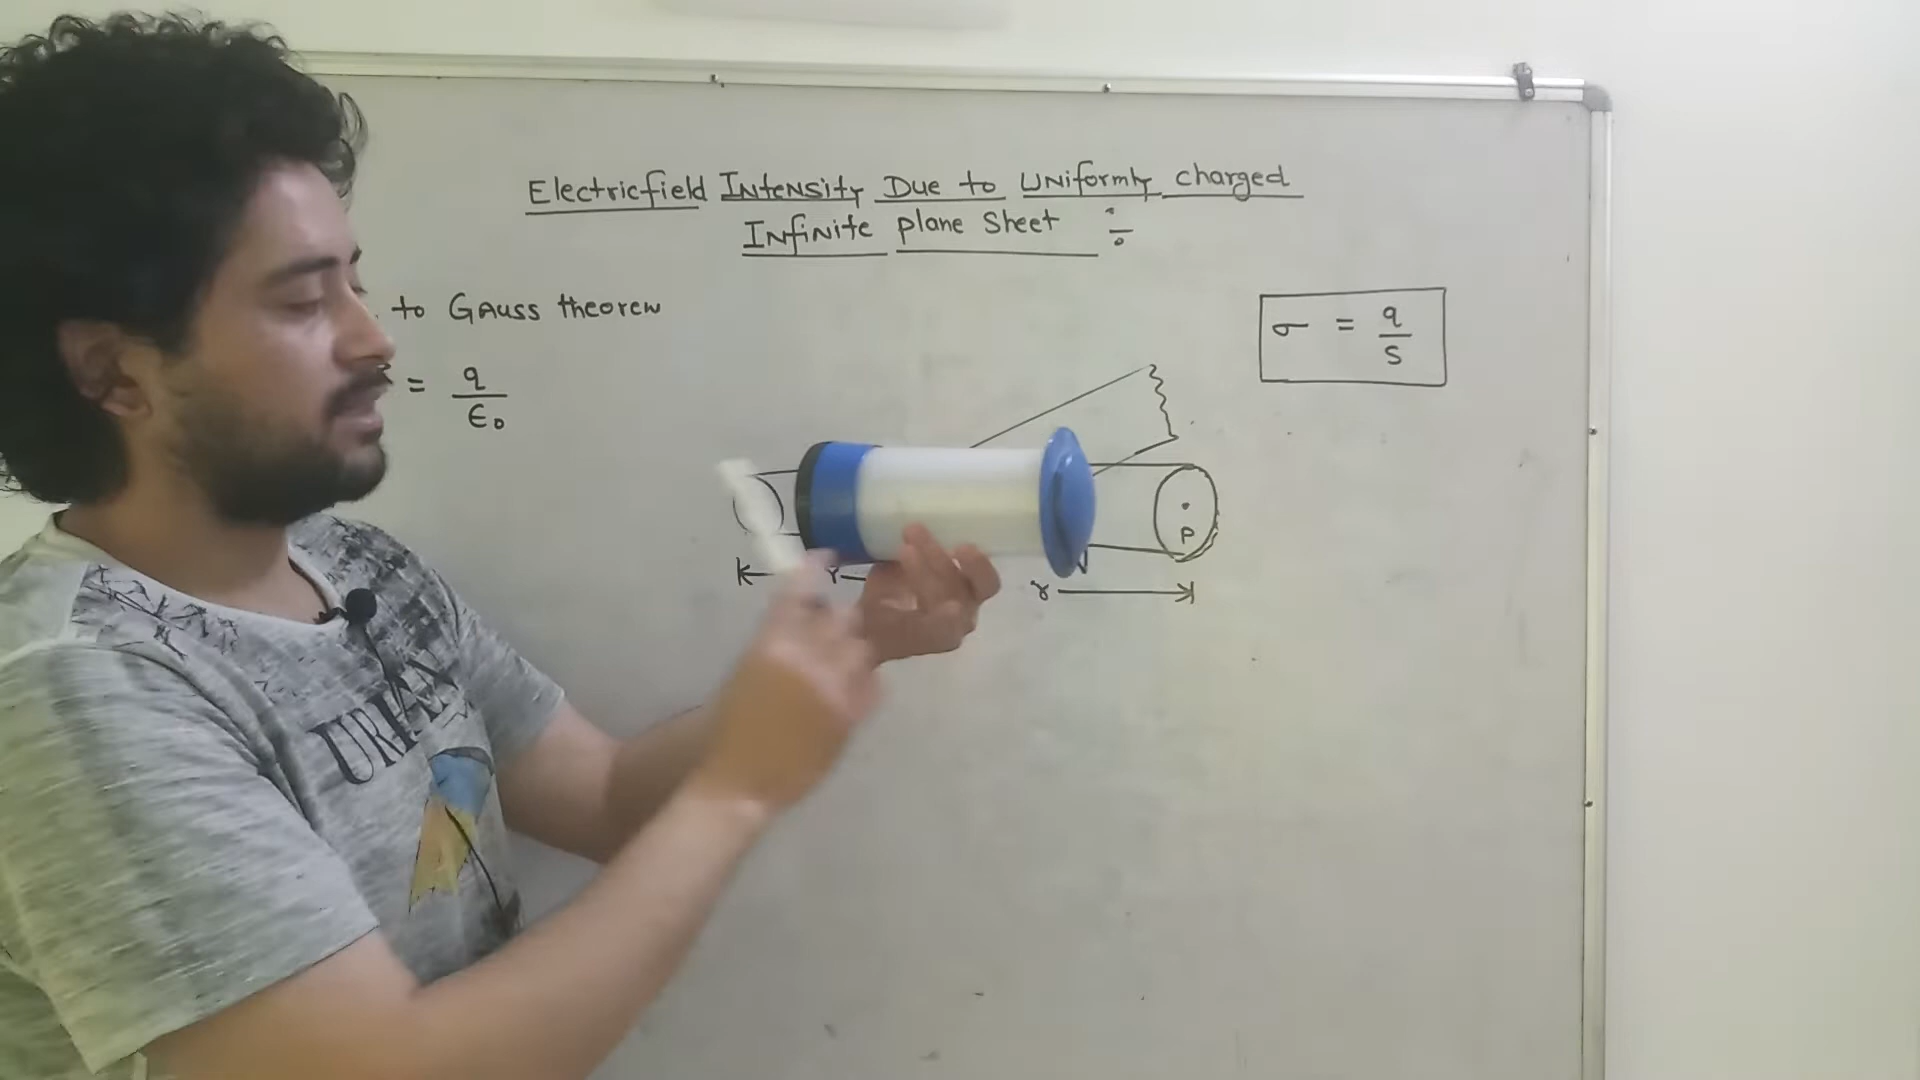 Electricfield Intensity Due to Uniformly charged
Infinite plane Sheet ÷
to Gauss theorem
= q
ϵ0
σ = q
S
P
r
r
URBAN